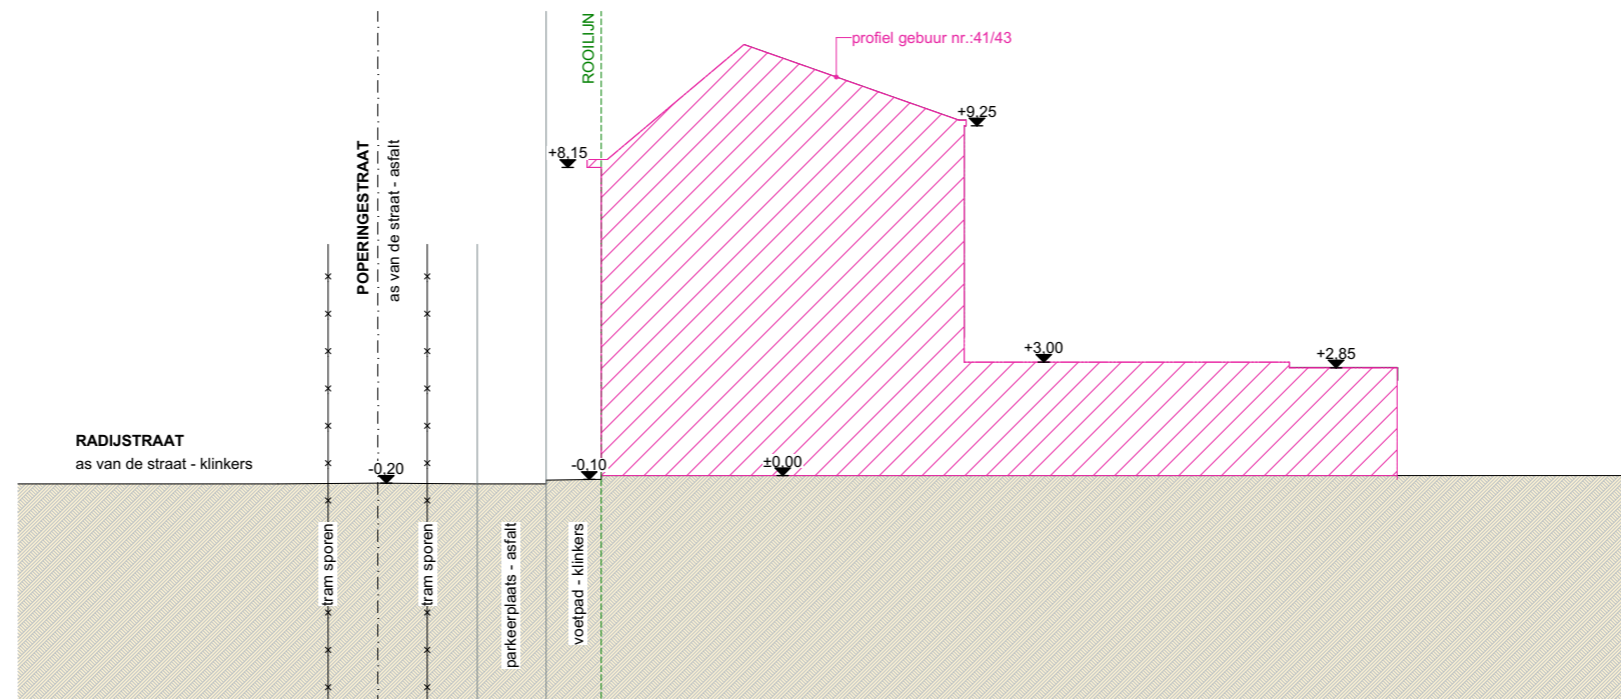 ROOILIJN
profiel gebuur nr.:41/43
+9,25
+8,15
POPERINGESTRAAT
as van de straat - asfalt
+3,00
+2,85
RADIJSTRAAT
as van de straat - klinkers
-0,20
-0,10
±0,00
tram sporen
tram sporen
parkeerplaats - asfalt
voetpad - klinkers